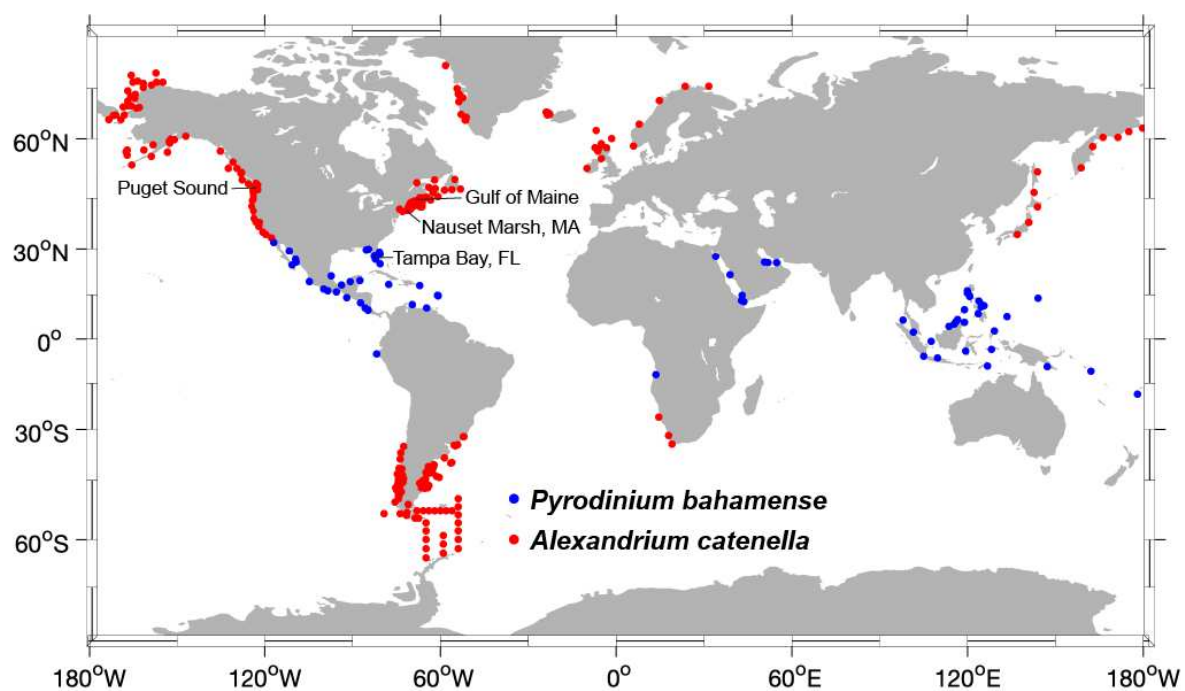 60°N
Puget Sound
Gulf of Maine
Nauset Marsh, MA
30°N
Tampa Bay, FL
0°
30°S
Pyrodinium bahamense
Alexandrium catenella
60°S
180°W 120°W 60°W 0° 60°E 120°E 180°W